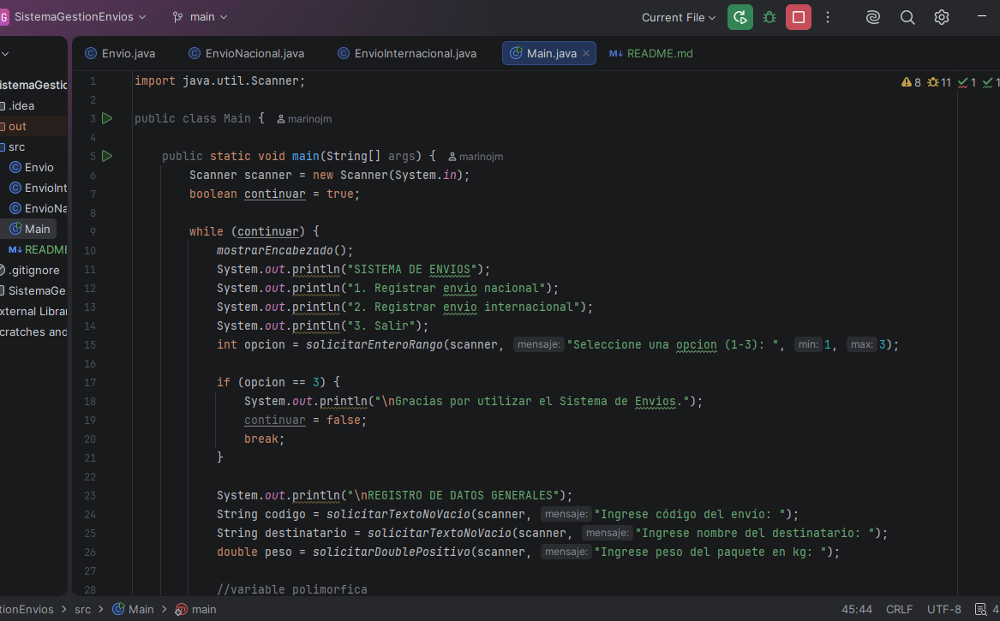 G SistemaGestionEnvios main Current File
Envio.java EnvioNacional.java EnvioInternacional.java Main.java M↓ README.md
istemaGestic
.idea
out
src
Envio
EnvioInt
EnvioNa
Main
M↓ README
.gitignore
SistemaGe
xternal Librar
cratches and
8 11 1 1
1 import java.util.Scanner;
2
3 public class Main { marinojm
4
5 public static void main(String[] args) { marinojm
6 Scanner scanner = new Scanner(System.in);
7 boolean continuar = true;
8
9 while (continuar) {
10 mostrarEncabezado();
11 System.out.println("SISTEMA DE ENVIOS");
12 System.out.println("1. Registrar envio nacional");
13 System.out.println("2. Registrar envio internacional");
14 System.out.println("3. Salir");
15 int opcion = solicitarEnteroRango(scanner, mensaje: "Seleccione una opcion (1-3): ", min: 1, max: 3);
16
17 if (opcion == 3) {
18 System.out.println("\nGracias por utilizar el Sistema de Envios.");
19 continuar = false;
20 break;
21 }
22
23 System.out.println("\nREGISTRO DE DATOS GENERALES");
24 String codigo = solicitarTextoNoVacio(scanner, mensaje: "Ingrese código del envío: ");
25 String destinatario = solicitarTextoNoVacio(scanner, mensaje: "Ingrese nombre del destinatario: ");
26 double peso = solicitarDoublePositivo(scanner, mensaje: "Ingrese peso del paquete en kg: ");
27
28 //variable polimorfica
tionEnvios > src > Main > main 45:44 CRLF UTF-8 4